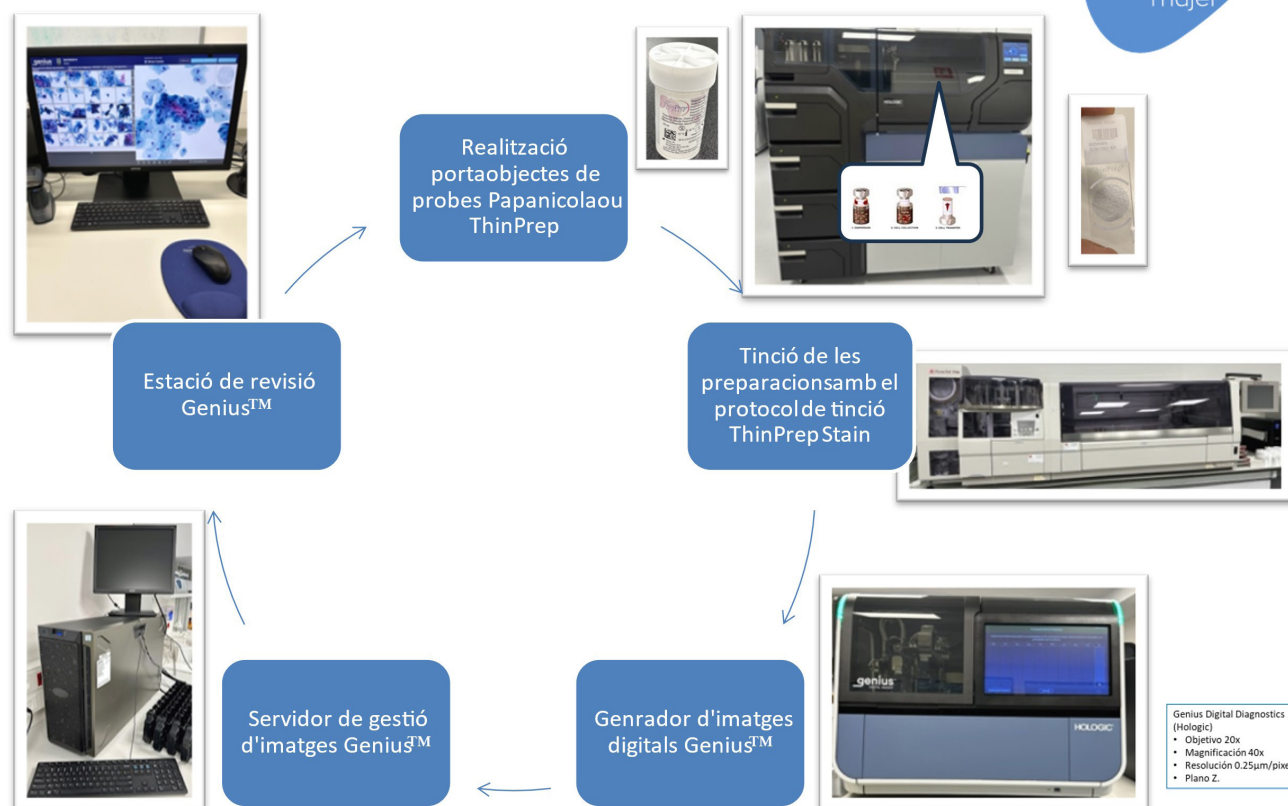 mujer
Realització
portaobjectes de
probes Papanicolaou
ThinPrep
HOLOGIC
genius
Estació de revisió
Genius™
Tinció de les
preparacionsamb el
protocol de tinció
ThinPrep Stain
Servidor de gestió
d'imatges Genius™
Genrador d'imatges
digitals Genius™
genius
HOLOGIC
Genius Digital Diagnostics
(Hologic)
• Objetivo 20x
• Magnificación 40x
• Resolución 0.25µm/pixe
• Plano Z.